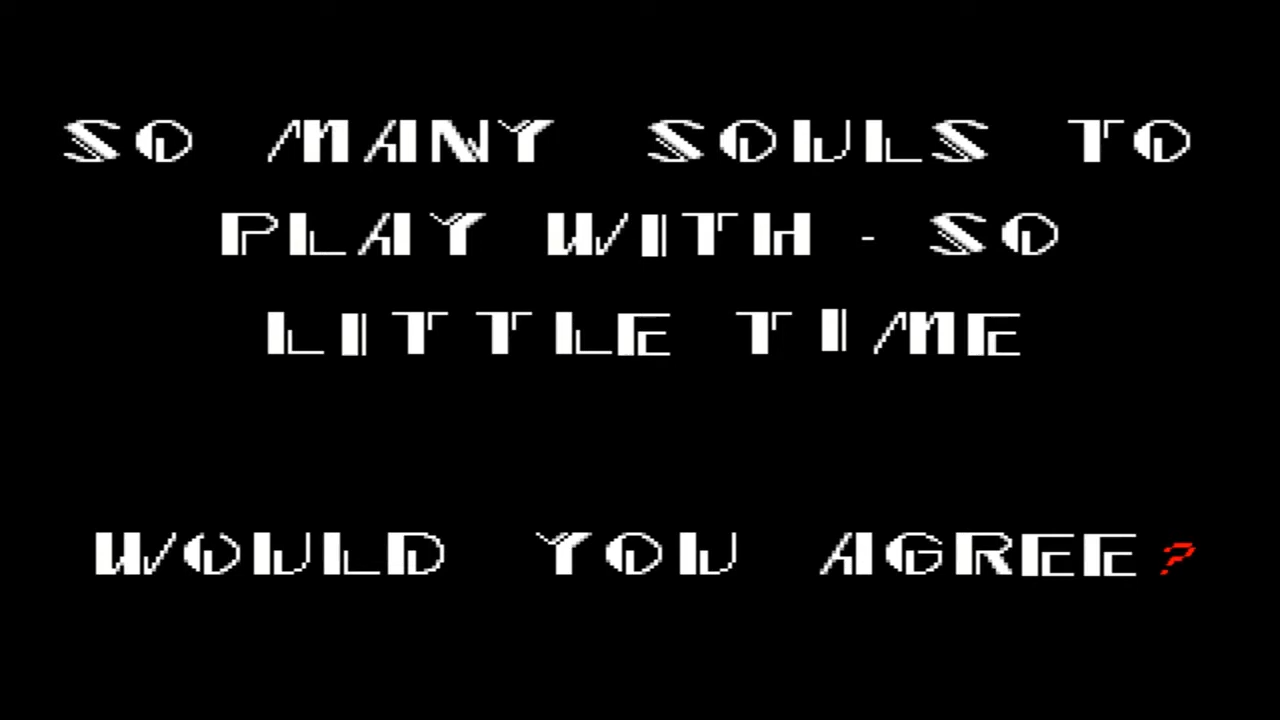 SO MANY SOULS TO
PLAY WITH - SO
LITTLE TIME
WOULD YOU AGREE?